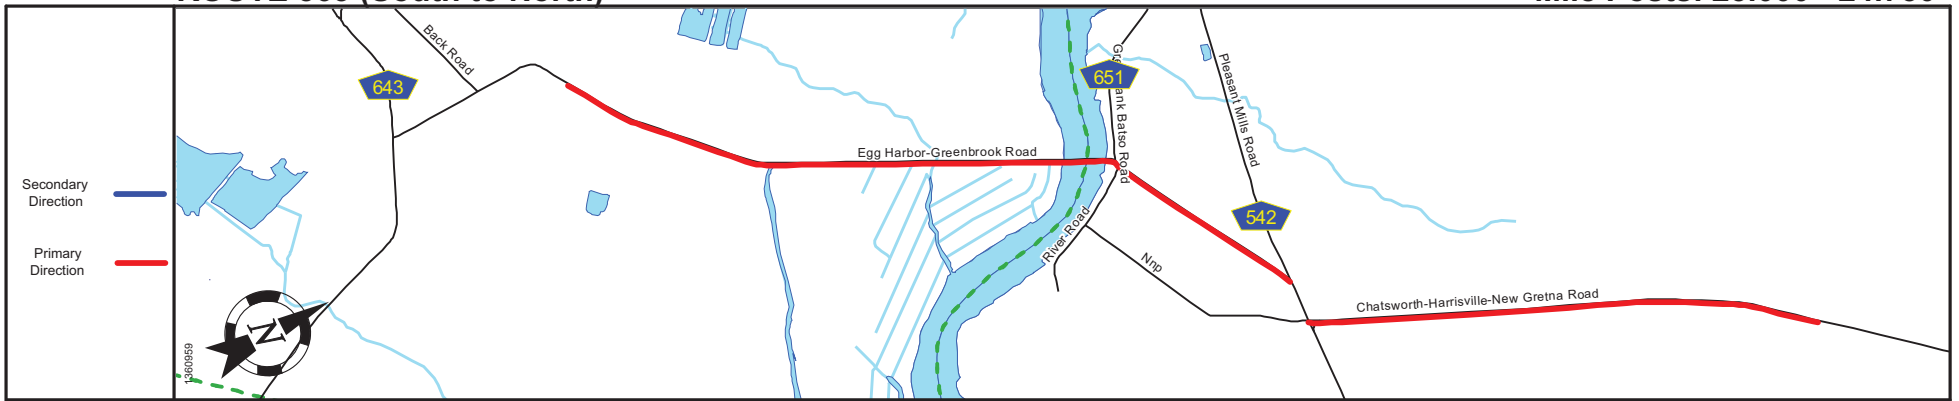 Back Road
643
Gre
651
ank Batso Road
Pleasant Mills Road
Egg Harbor-Greenbrook Road
Secondary
Direction
542
River-Road
Primary
Direction
Nnp
Chatsworth-Harrisville-New Gretna Road
N
1360959